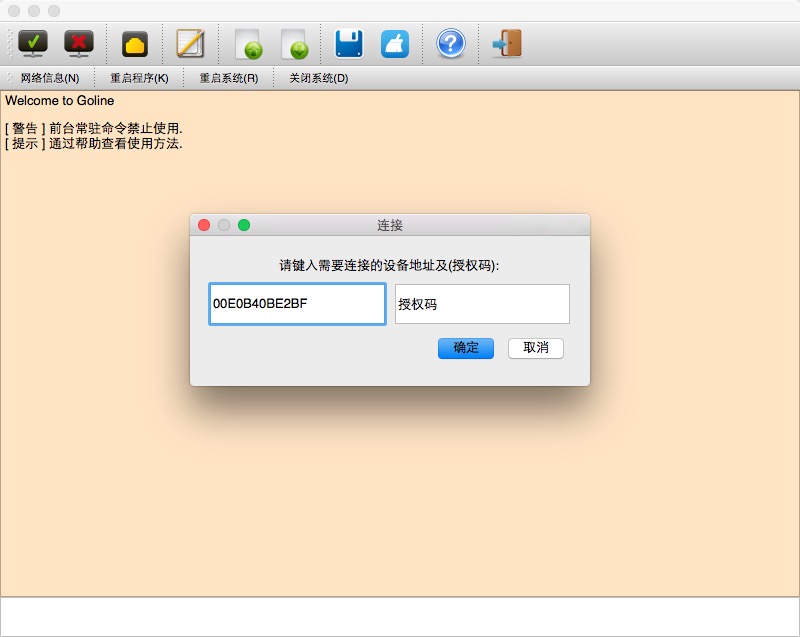 网络信息(N) 重启程序(K) 重启系统(R) 关闭系统(D)
Welcome to Goline
[ 警告 ] 前台常驻命令禁止使用.
[ 提示 ] 通过帮助查看使用方法.
连接
请键入需要连接的设备地址及(授权码):
00E0B40BE2BF 授权码
确定 取消